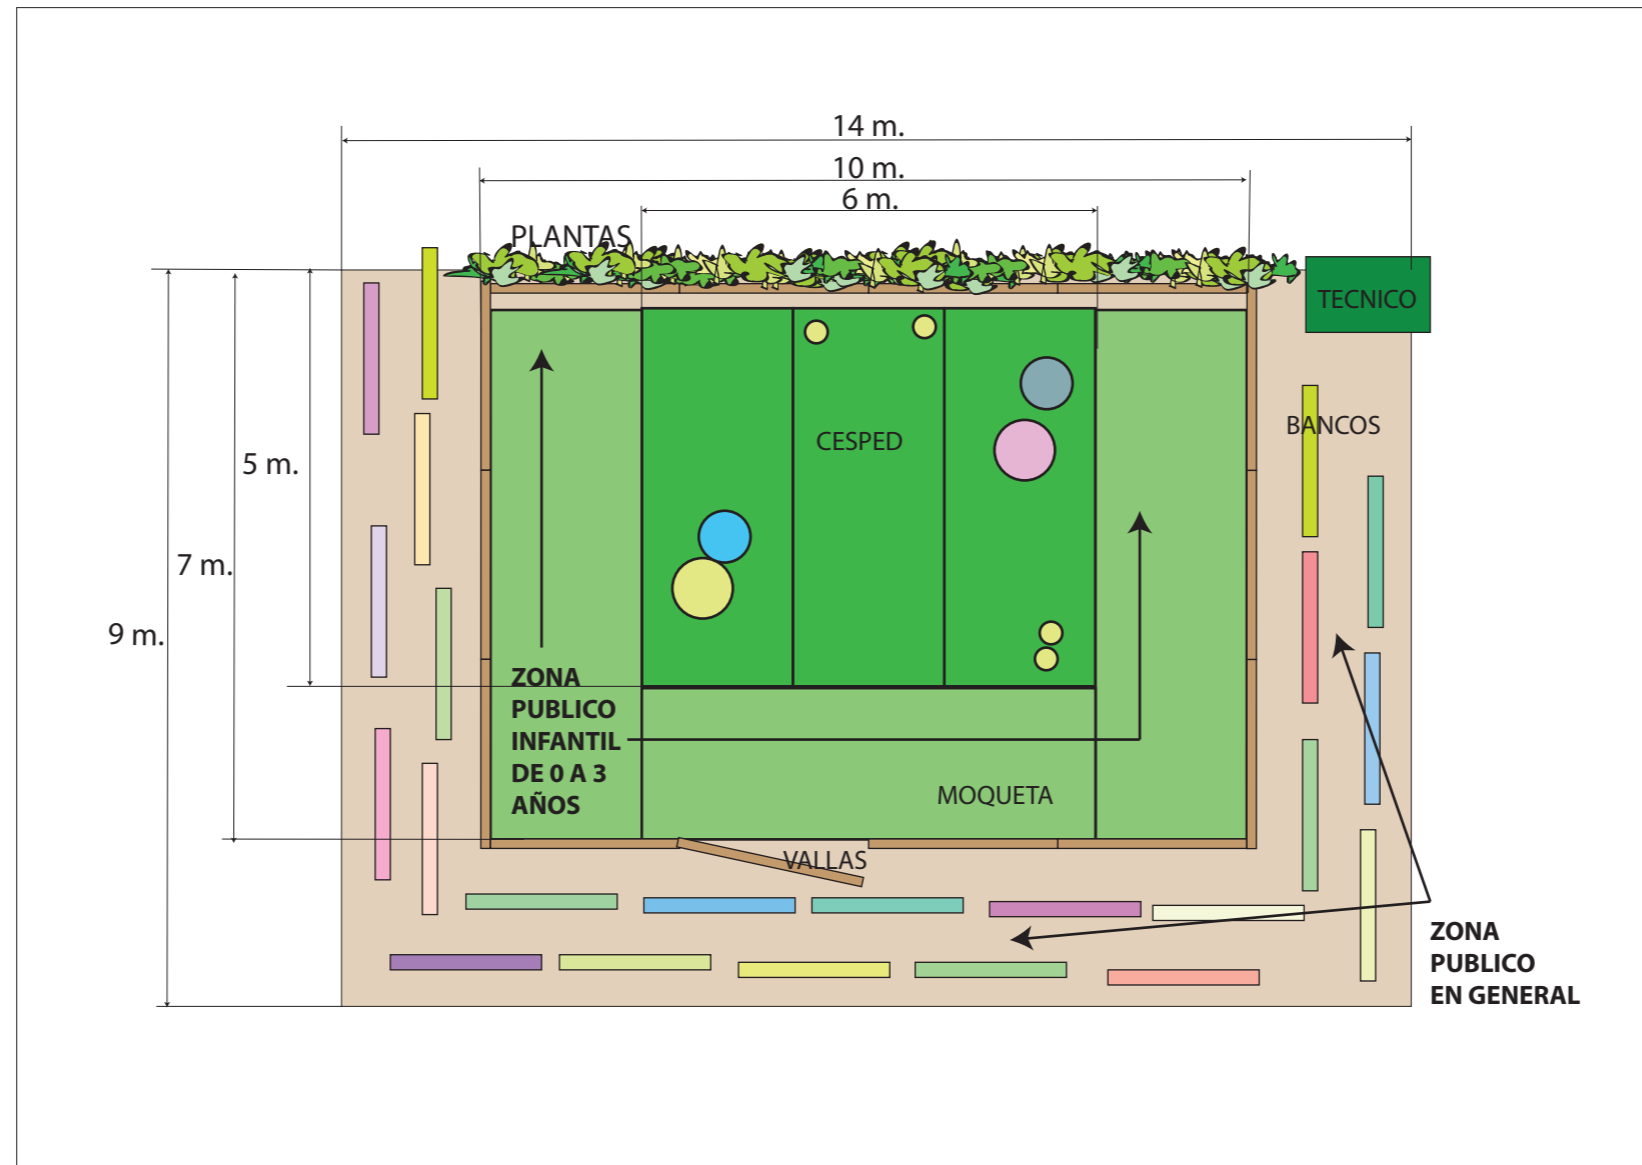 14 m.
10 m.
6 m.
PLANTAS
TECNICO
BANCOS
CESPED
5 m.
7 m.
9 m.
ZONA
PUBLICO
INFANTIL
DE 0 A 3
AÑOS
MOQUETA
VALLAS
ZONA
PUBLICO
EN GENERAL